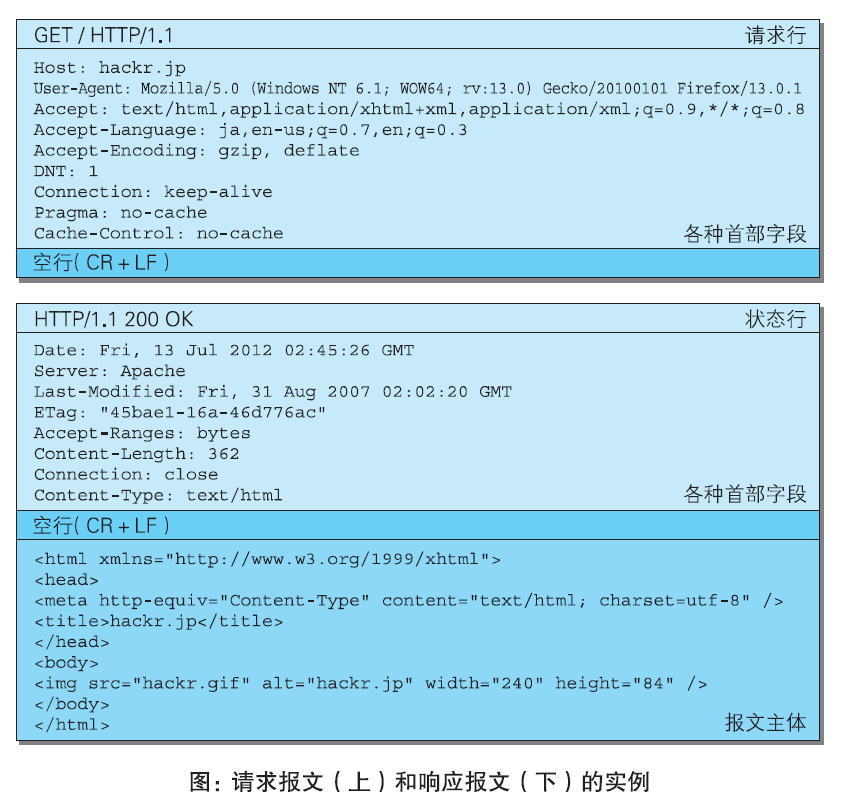 GET / HTTP/1.1 请求行
Host: hackr.jp
User-Agent: Mozilla/5.0 (Windows NT 6.1; WOW64; rv:13.0) Gecko/20100101 Firefox/13.0.1
Accept: text/html,application/xhtml+xml,application/xml;q=0.9,*/*;q=0.8
Accept-Language: ja,en-us;q=0.7,en;q=0.3
Accept-Encoding: gzip, deflate
DNT: 1
Connection: keep-alive
Pragma: no-cache
Cache-Control: no-cache 各种首部字段
空行( CR + LF )
HTTP/1.1 200 OK 状态行
Date: Fri, 13 Jul 2012 02:45:26 GMT
Server: Apache
Last-Modified: Fri, 31 Aug 2007 02:02:20 GMT
ETag: "45bae1-16a-46d776ac"
Accept-Ranges: bytes
Content-Length: 362
Connection: close
Content-Type: text/html 各种首部字段
空行( CR + LF )
<html xmlns="http://www.w3.org/1999/xhtml">
<head>
<meta http-equiv="Content-Type" content="text/html; charset=utf-8" />
<title>hackr.jp</title>
</head>
<body>
<img src="hackr.gif" alt="hackr.jp" width="240" height="84" />
</body>
</html> 报文主体
图：请求报文（上）和响应报文（下）的实例